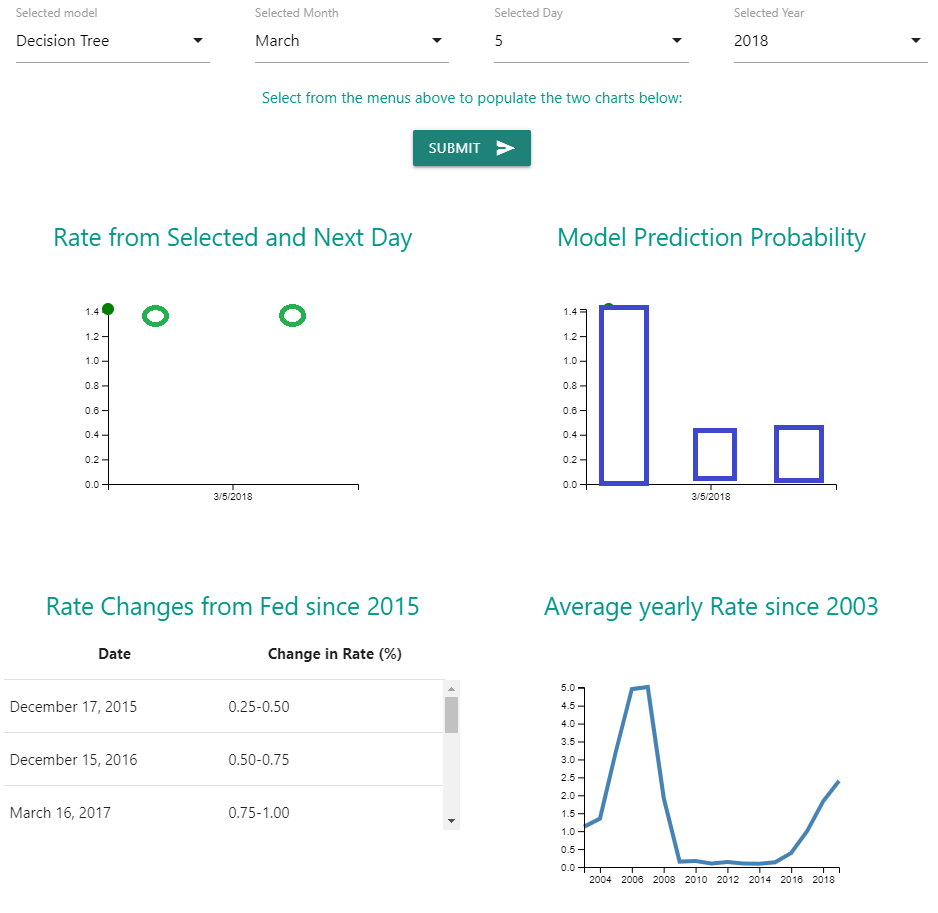 Selected model Selected Month Selected Day Selected Year
Decision Tree March 5 2018
Select from the menus above to populate the two charts below:
SUBMIT
Rate from Selected and Next Day
1.4
1.2
1.0
0.8
0.6
0.4
0.2
0.0
3/5/2018
Model Prediction Probability
1.4
1.2
1.0
0.8
0.6
0.4
0.2
0.0
3/5/2018
Rate Changes from Fed since 2015
Date Change in Rate (%)
December 17, 2015 0.25-0.50
December 15, 2016 0.50-0.75
March 16, 2017 0.75-1.00
Average yearly Rate since 2003
5.0
4.5
4.0
3.5
3.0
2.5
2.0
1.5
1.0
0.5
0.0
2004 2006 2008 2010 2012 2014 2016 2018